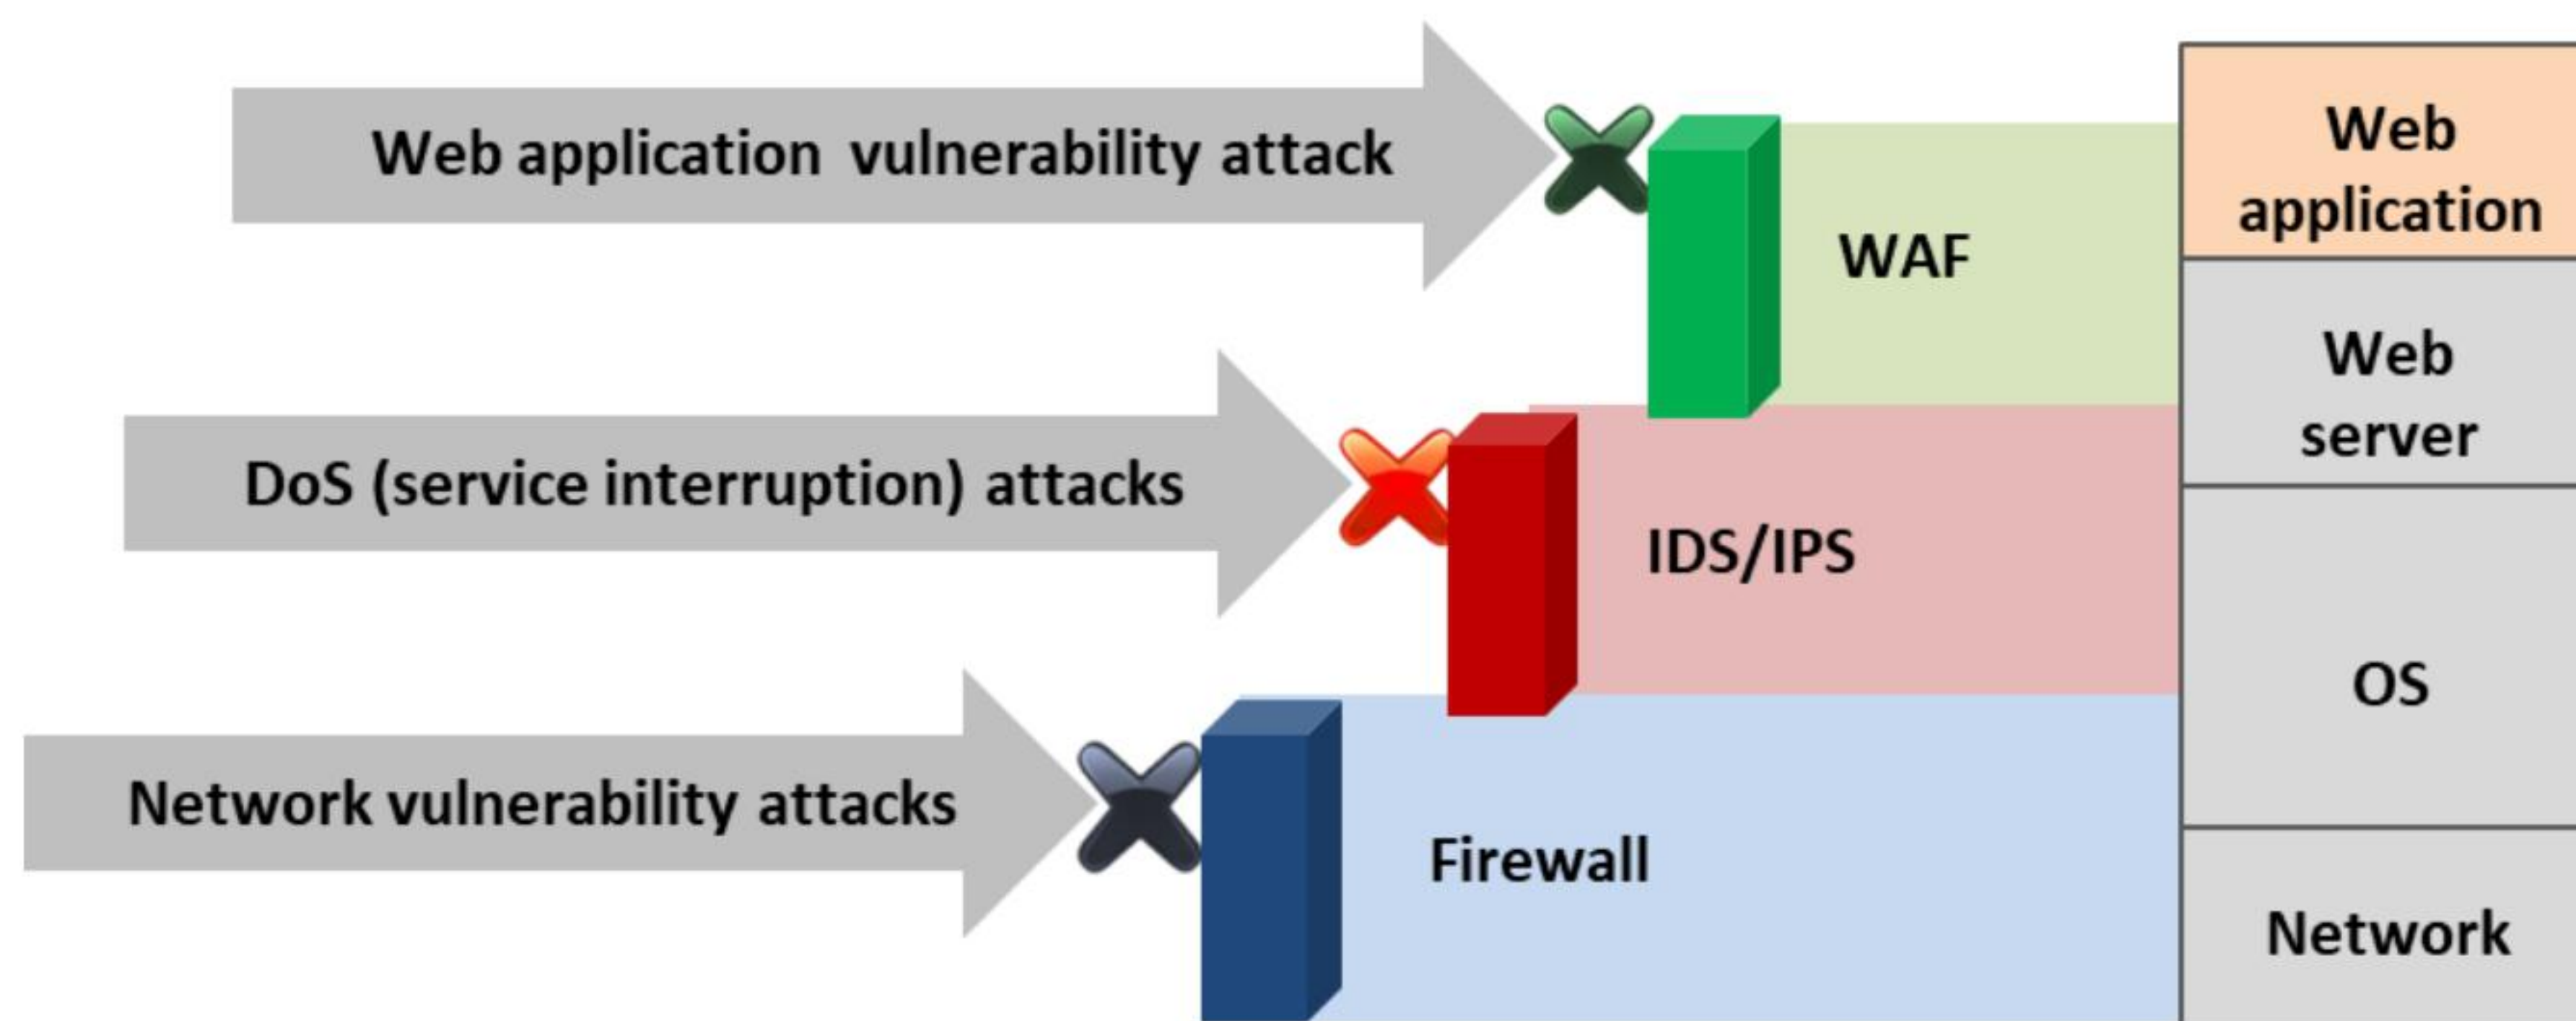 Web application vulnerability attack
WAF
Web
application
Web
server
DoS (service interruption) attacks
IDS/IPS
OS
Network vulnerability attacks
Firewall
Network